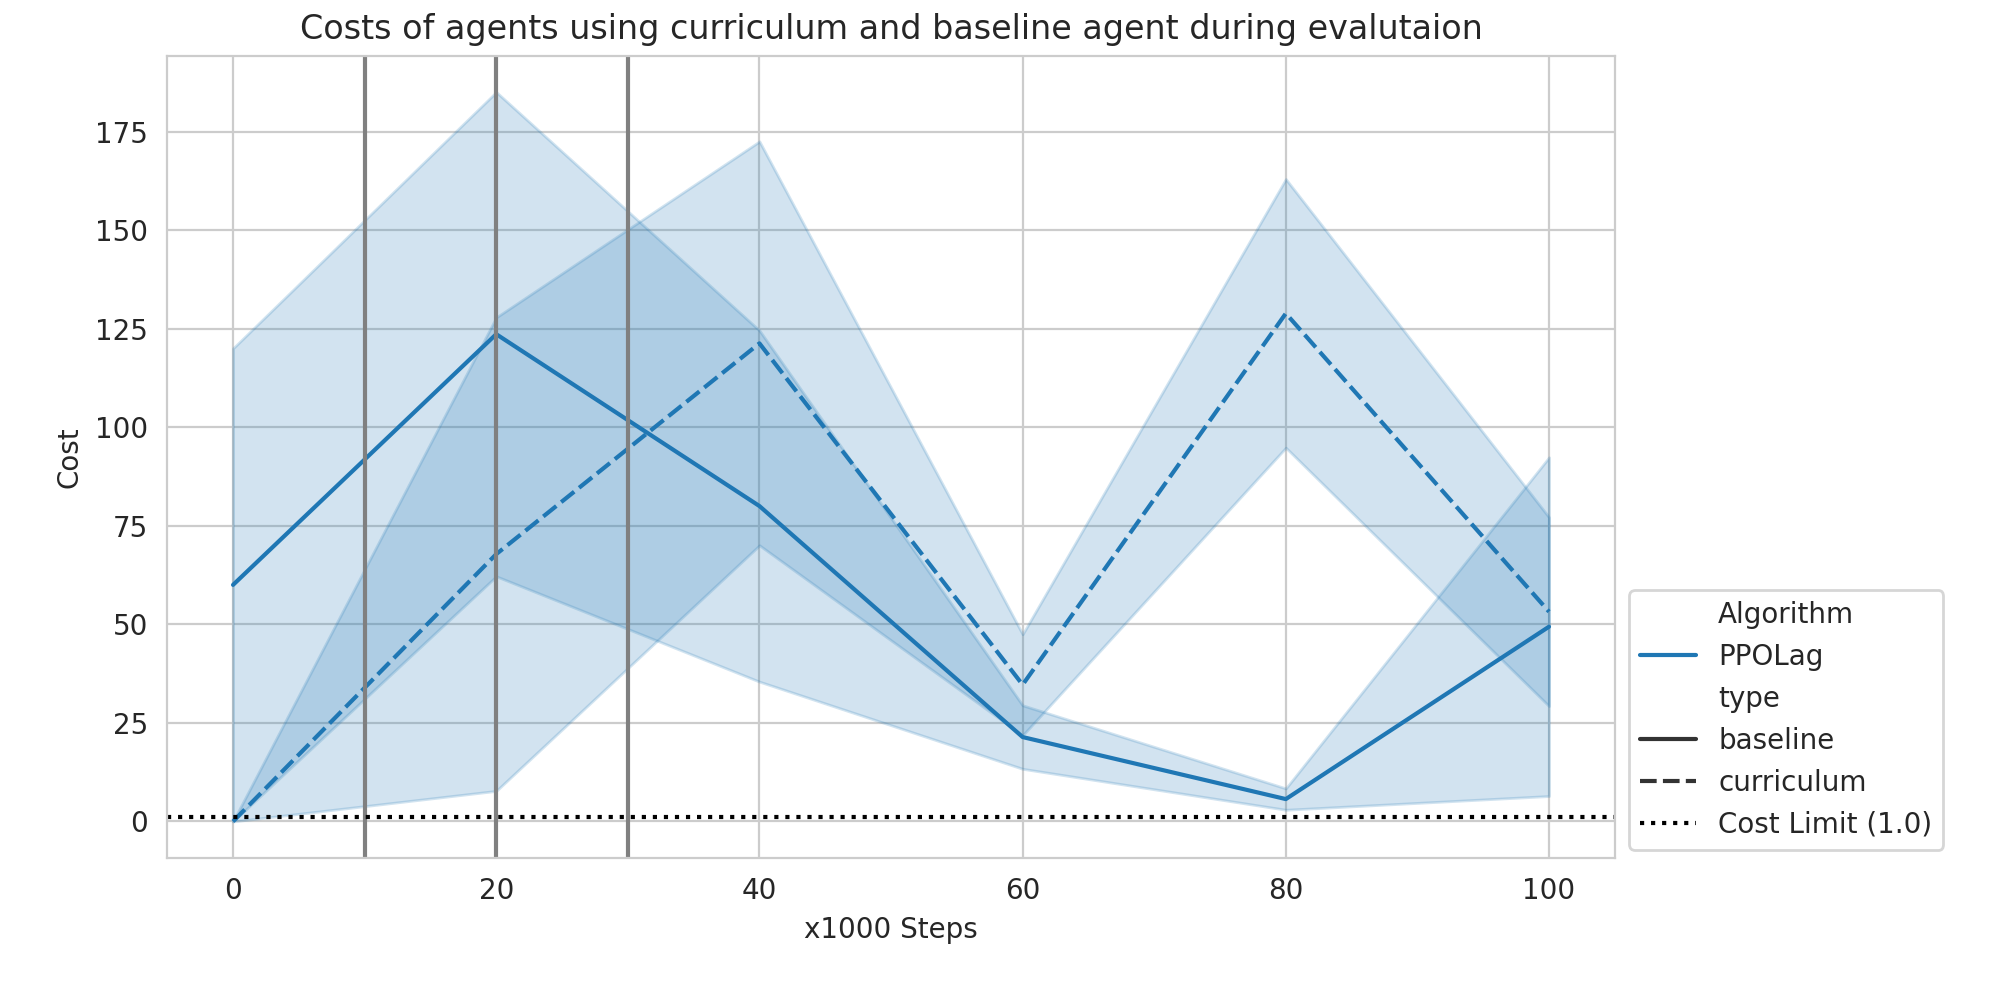 Costs of agents using curriculum and baseline agent during evalutaion
175
150
125
100
75
50
25
0
Cost
0 20 40 60 80 100
x1000 Steps
Algorithm
PPOLag
type
baseline
curriculum
Cost Limit (1.0)